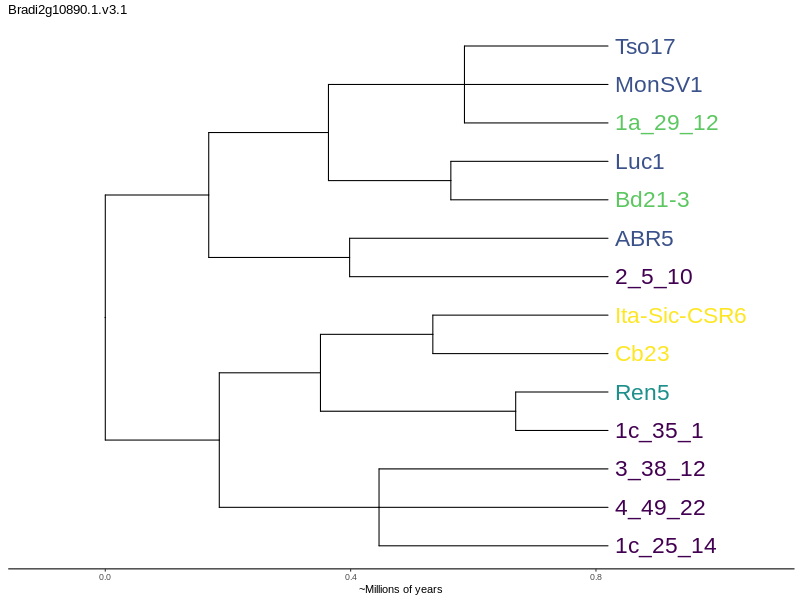 Bradi2g10890.1.v3.1
Tso17
MonSV1
1a_29_12
Luc1
Bd21-3
ABR5
2_5_10
Ita-Sic-CSR6
Cb23
Ren5
1c_35_1
3_38_12
4_49_22
1c_25_14
0.0 0.4 0.8
~Millions of years